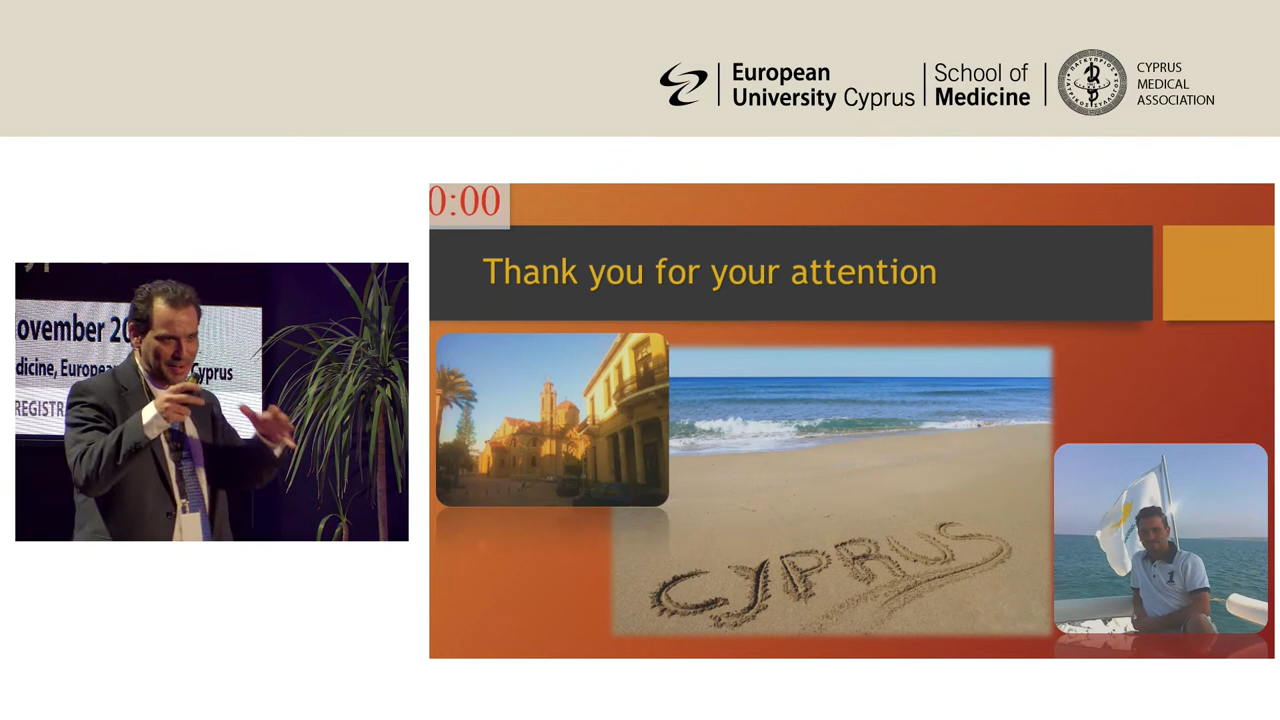 European
University Cyprus
School of
Medicine
CYPRUS
MEDICAL
ASSOCIATION
0:00
Thank you for your attention
ovember 20
dicine, Europea
Cyprus
REGISTR
CYPRUS